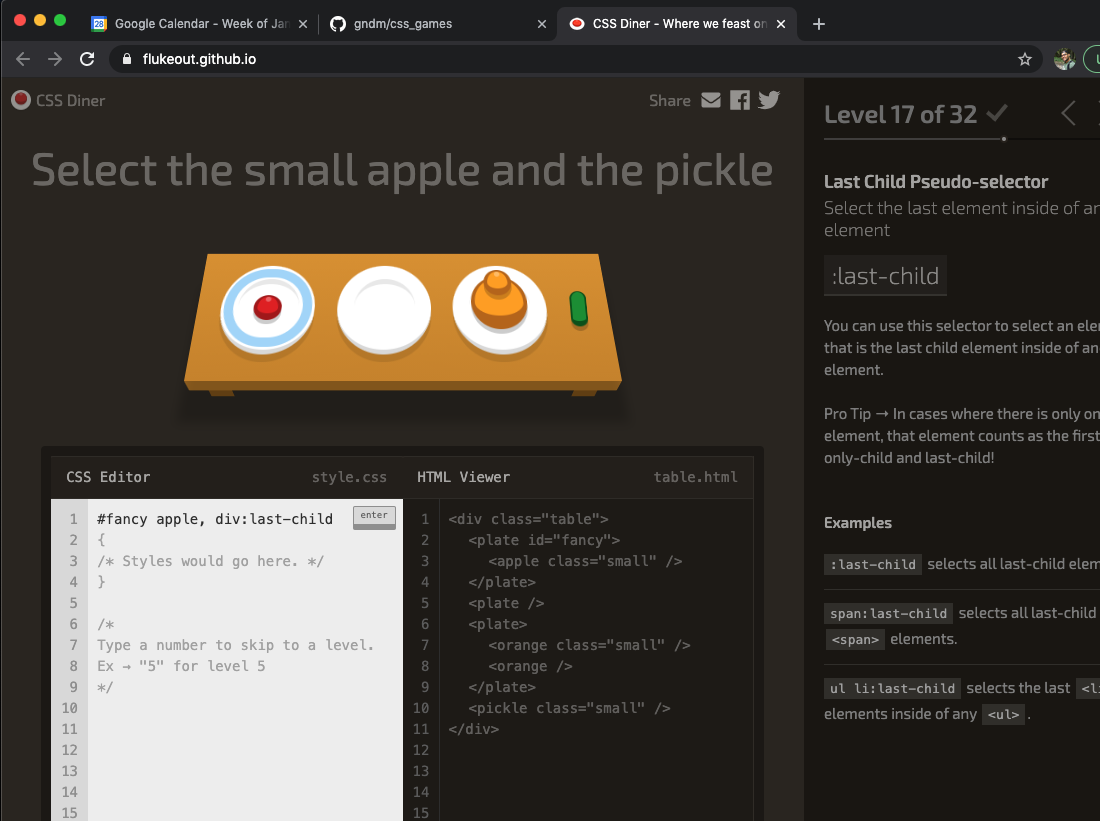 28 Google Calendar - Week of Jan
gndm/css_games
CSS Diner - Where we feast on
flukeout.github.io
CSS Diner
Share
Select the small apple and the pickle
CSS Editor style.css
1 #fancy apple, div:last-child enter
2 {
3 /* Styles would go here. */
4 }
5
6 /*
7 Type a number to skip to a level.
8 Ex → "5" for level 5
9 */
10
11
12
13
14
15
HTML Viewer table.html
1 <div class="table">
2 <plate id="fancy">
3 <apple class="small" />
4 </plate>
5 <plate />
6 <plate>
7 <orange class="small" />
8 <orange />
9 </plate>
10 <pickle class="small" />
11 </div>
12
13
14
15
Level 17 of 32
Last Child Pseudo-selector
Select the last element inside of an
element
:last-child
You can use this selector to select an ele
that is the last child element inside of an
element.
Pro Tip → In cases where there is only on
element, that element counts as the first
only-child and last-child!
Examples
:last-child selects all last-child elem
span:last-child selects all last-child
<span> elements.
ul li:last-child selects the last <l
elements inside of any <ul> .